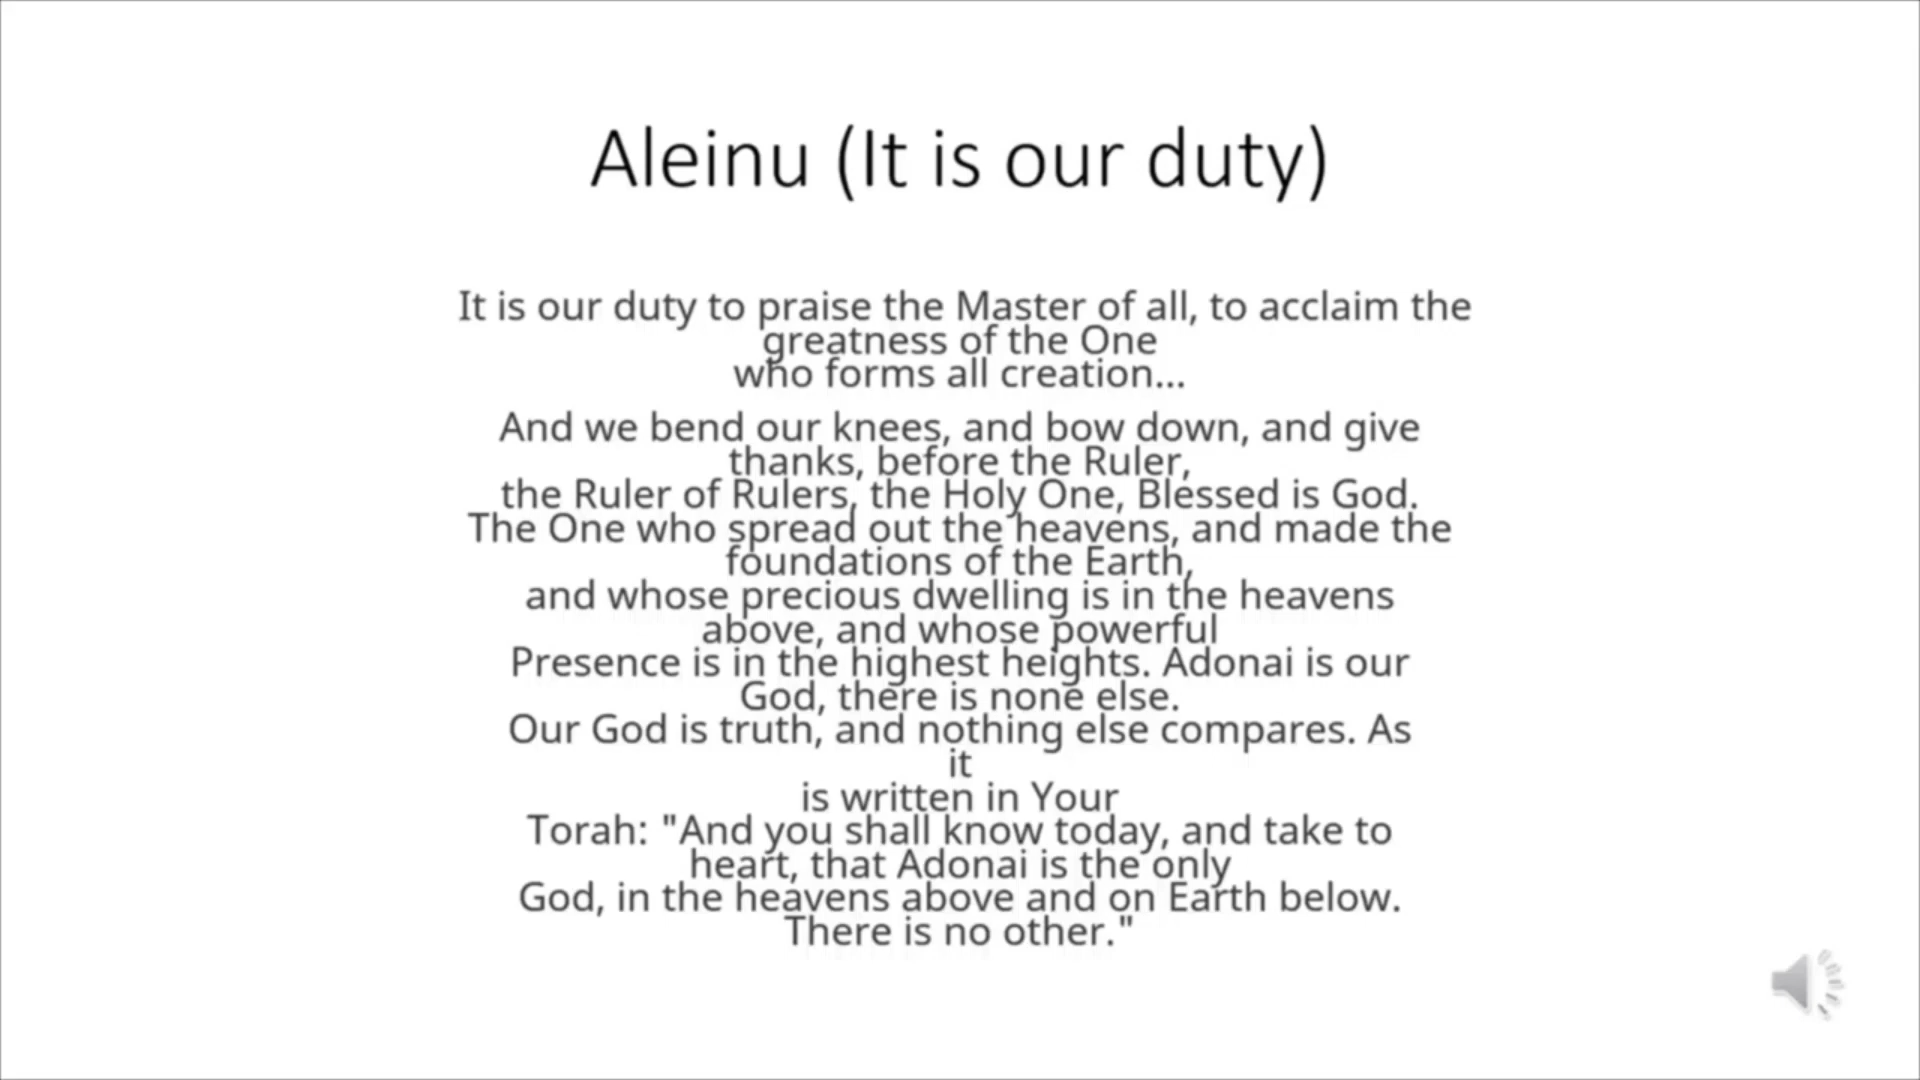 Aleinu (It is our duty)
It is our duty to praise the Master of all, to acclaim the
greatness of the One
who forms all creation...
And we bend our knees, and bow down, and give
thanks, before the Ruler,
the Ruler of Rulers, the Holy One, Blessed is God.
The One who spread out the heavens, and made the
foundations of the Earth,
and whose precious dwelling is in the heavens
above, and whose powerful
Presence is in the highest heights. Adonai is our
God, there is none else.
Our God is truth, and nothing else compares. As
it
is written in Your
Torah: "And you shall know today, and take to
heart, that Adonai is the only
God, in the heavens above and on Earth below.
There is no other."